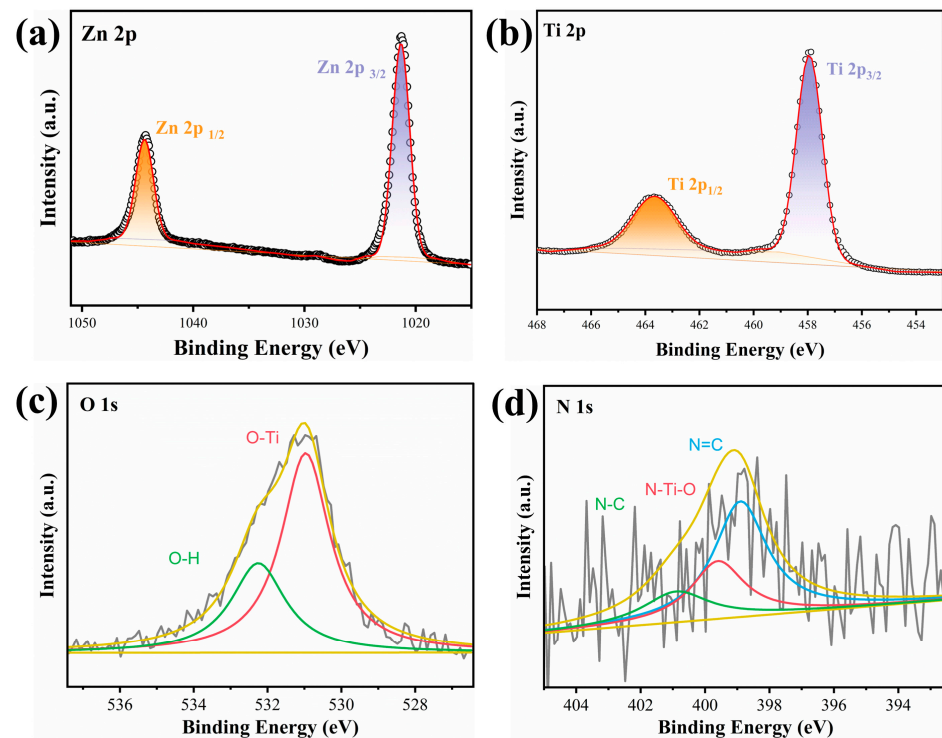 (a)
Zn 2p
Zn 2p 3/2
Zn 2p 1/2
Intensity (a.u.)
1050
1040
1030
1020
Binding Energy (eV)
(b)
Ti 2p
Ti 2p3/2
Ti 2p1/2
Intensity (a.u.)
468
466
464
462
460
458
456
454
Binding Energy (eV)
(c)
O 1s
O-Ti
O-H
Intensity (a.u.)
536
534
532
531
530
528
Binding Energy (eV)
(d)
N 1s
N=C
N-Ti-O
N-C
Intensity (a.u.)
404
402
400
398
396
394
Binding Energy (eV)